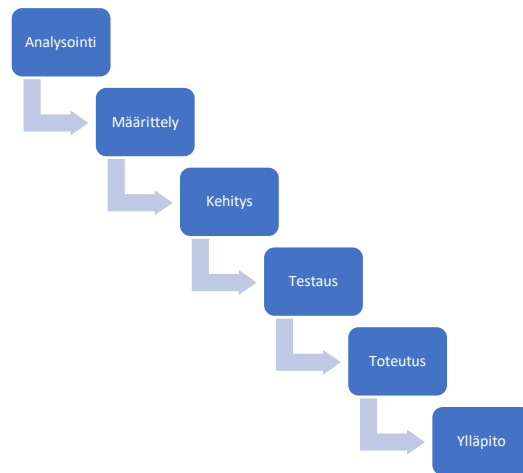 Analysointi
Määrittely
Kehitys
Testaus
Toteutus
Ylläpito